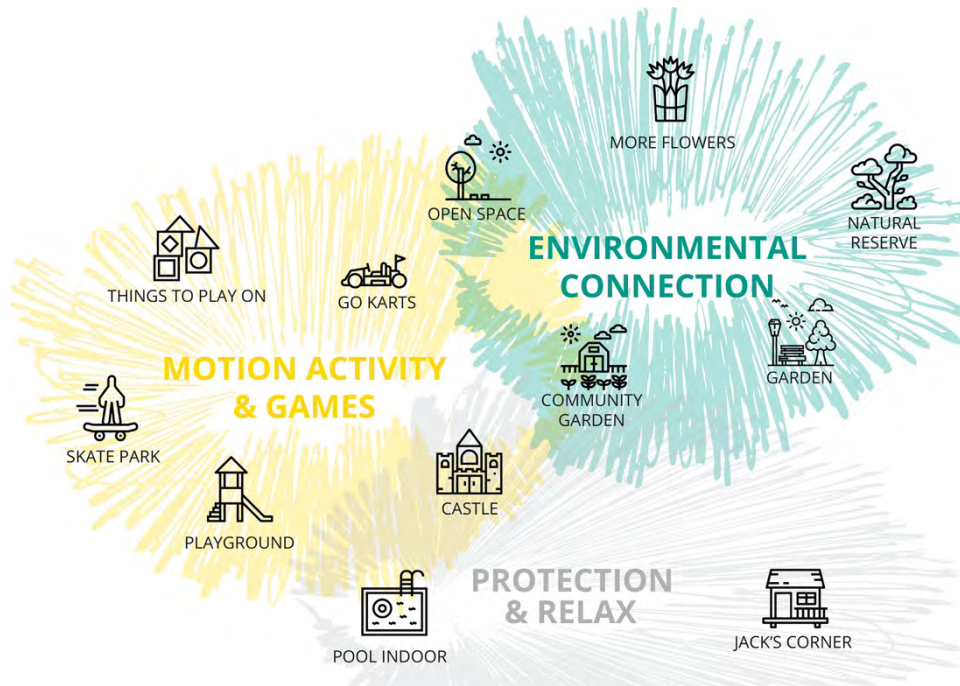 MORE FLOWERS
OPEN SPACE
NATURAL
RESERVE
ENVIRONMENTAL
CONNECTION
THINGS TO PLAY ON
GO KARTS
MOTION ACTIVITY
& GAMES
GARDEN
COMMUNITY
GARDEN
SKATE PARK
CASTLE
PLAYGROUND
PROTECTION
& RELAX
JACK'S CORNER
POOL INDOOR